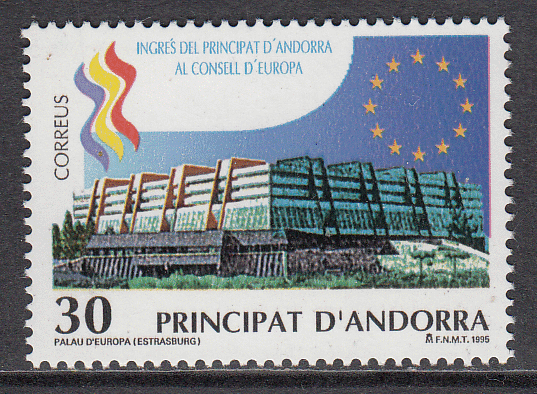 INGRÉS DEL PRINCIPAT D'ANDORRA
AL CONSELL D'EUROPA
CORREUS
30 PRINCIPAT D'ANDORRA
PALAU D'EUROPA (ESTRASBURG)
F.N.M.T. 1995